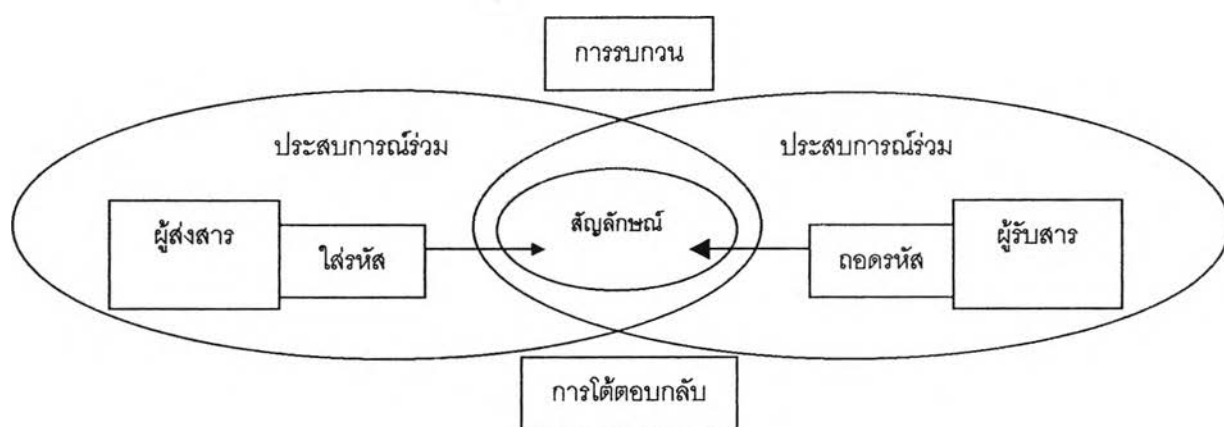 การรบกวน
ประสบการณ์ร่วม
ประสบการณ์ร่วม
สัญลักษณ์
ผู้ส่งสาร
ใส่รหัส
ถอดรหัส
ผู้รับสาร
การโต้ตอบกลับ